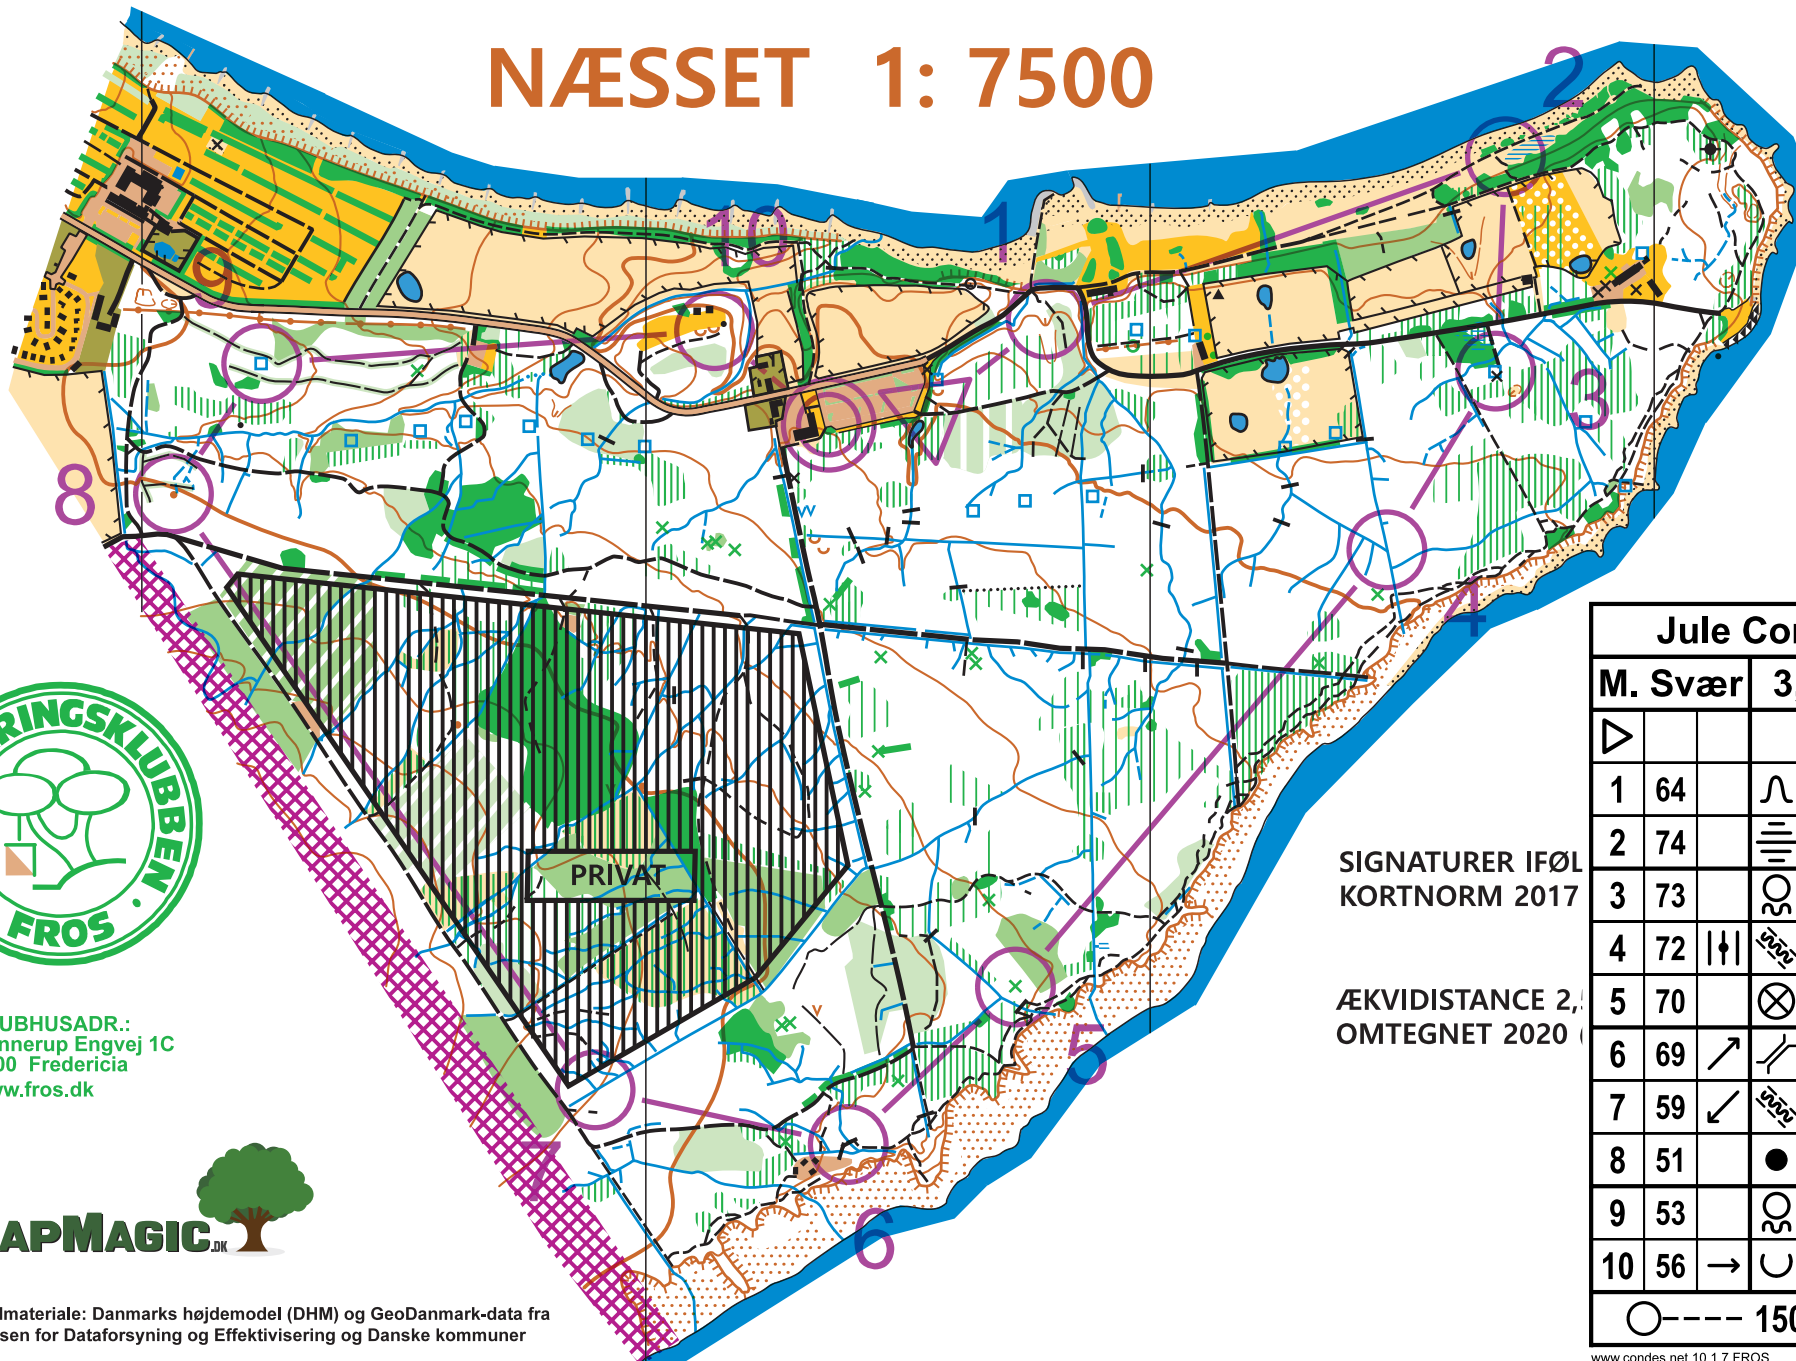 NÆSSET 1: 7500
2
10
1
9
3
8
4
5
7
6
PRIVAT
RINGSKLUBBEN
FROS
UBHUSADR.:
nnerup Engvej 1C
00 Fredericia
w.fros.dk
APMAGIC.DK
lmateriale: Danmarks højdemodel (DHM) og GeoDanmark-data fra
sen for Dataforsyning og Effektivisering og Danske kommuner
SIGNATURER IFØL
KORTNORM 2017
ÆKVIDISTANCE 2,
OMTEGNET 2020
Jule Cor
M. Svær 3,
1 64
2 74
3 73
4 72
5 70
6 69
7 59
8 51
9 53
10 56
150
www.condes.net 10.1.7 FROS